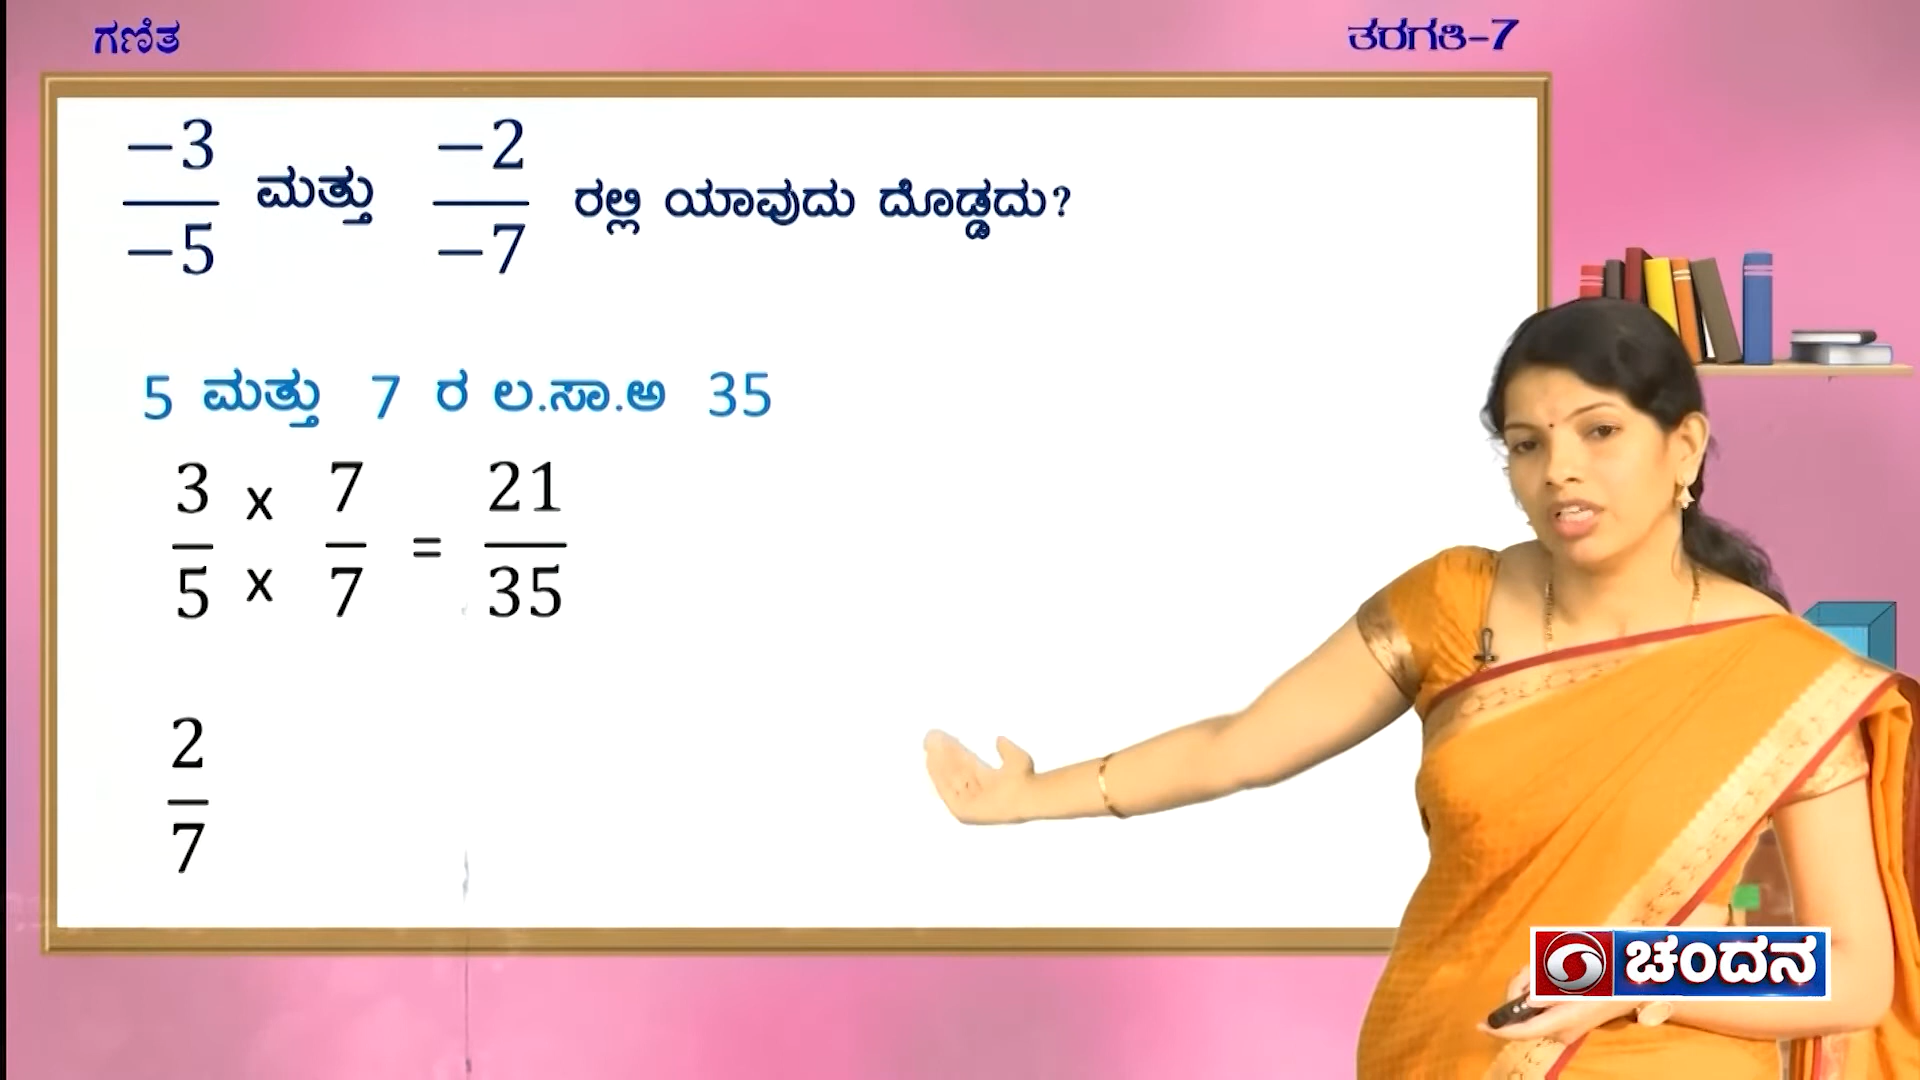 ಗಣಿತ
ತರಗತಿ-7
−3/−5 ಮತ್ತು −2/−7 ರಲ್ಲಿ ಯಾವುದು ದೊಡ್ಡದು?
5 ಮತ್ತು 7 ರ ಲ.ಸಾ.ಅ 35
3/5 x/x 7/7 = 21/35
2/7
ಚಂದನ